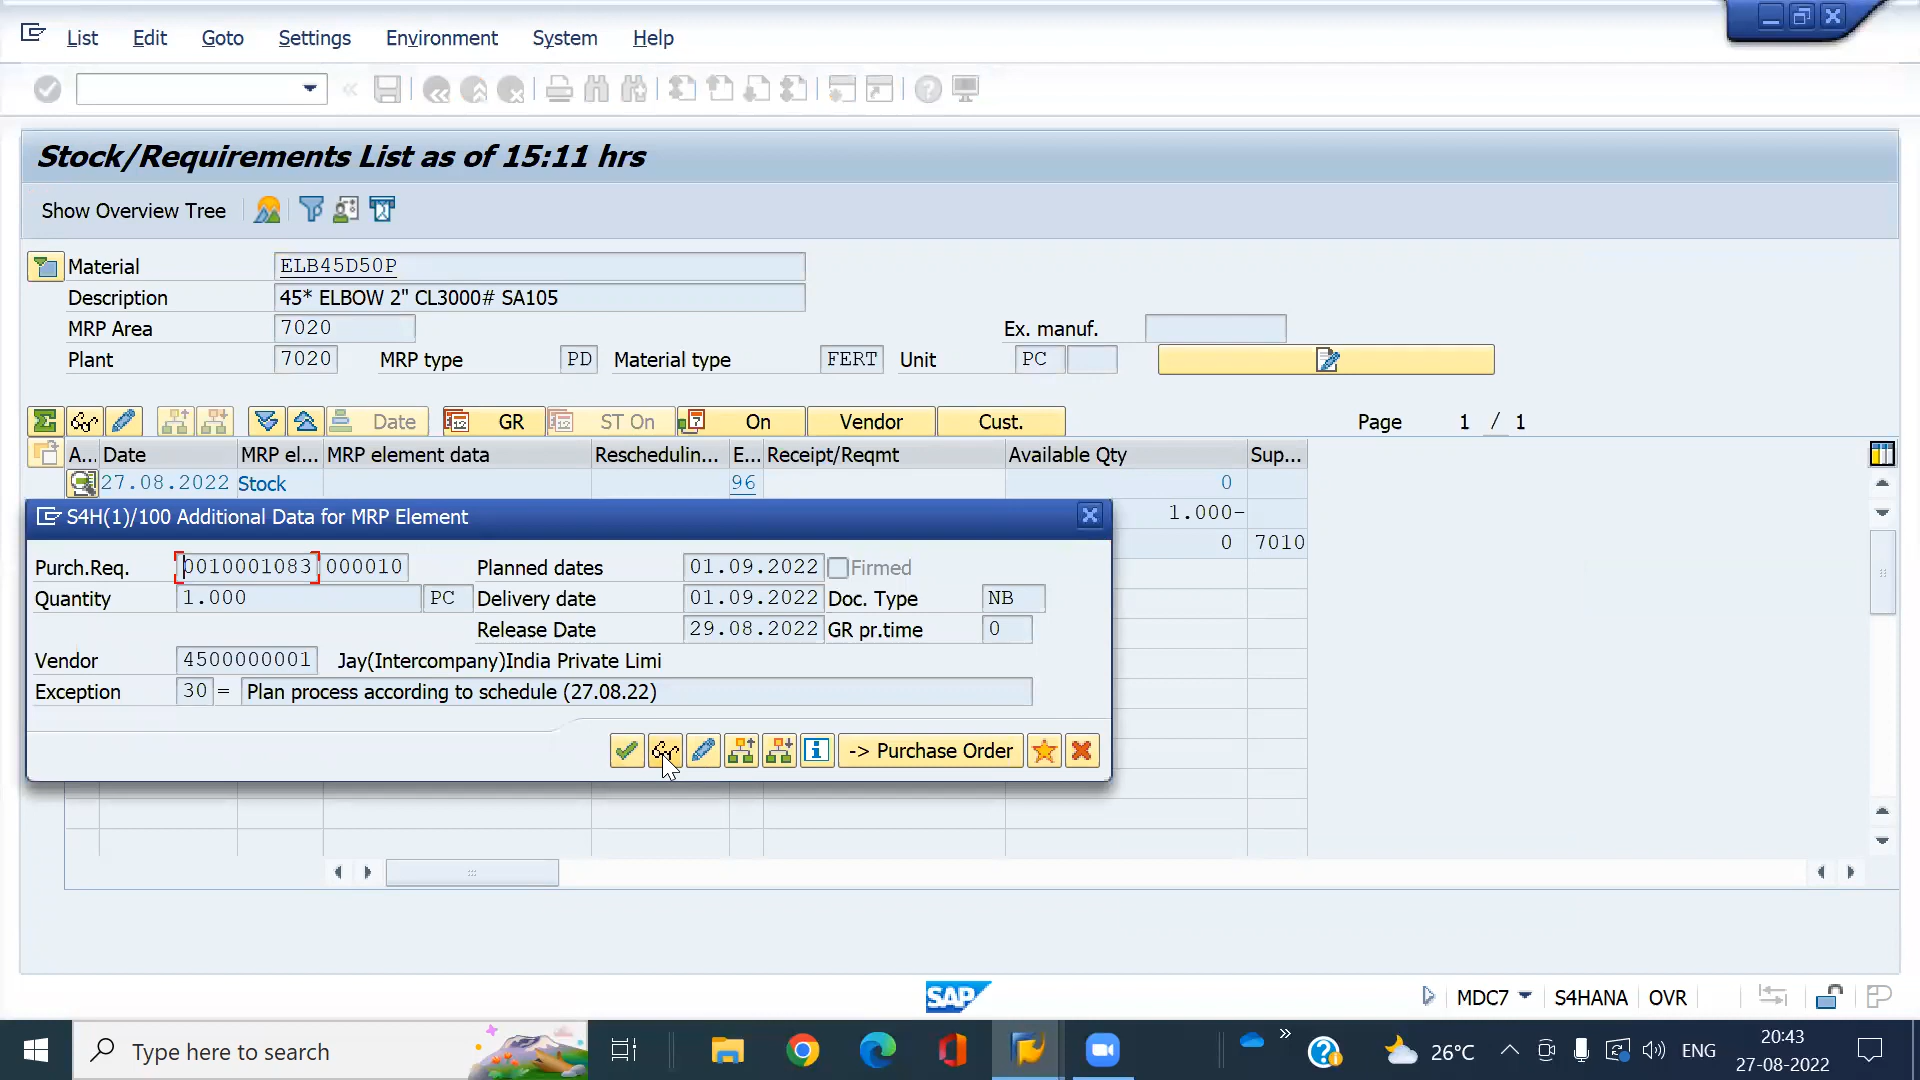 List Edit Goto Settings Environment System Help
Stock/Requirements List as of 15:11 hrs
Show Overview Tree
Material ELB45D50P
Description 45* ELBOW 2" CL3000# SA105
MRP Area 7020 Ex. manuf.
Plant 7020 MRP type PD Material type FERT Unit PC
Date GR ST On On Vendor Cust. Page 1 / 1
A... Date MRP el... MRP element data Reschedulin... E... Receipt/Reqmt Available Qty Sup...
27.08.2022 Stock 96 0
1.000-
0 7010
S4H(1)/100 Additional Data for MRP Element
Purch.Req. 0010001083 000010 Planned dates 01.09.2022 Firmed
Quantity 1.000 PC Delivery date 01.09.2022 Doc. Type NB
Release Date 29.08.2022 GR pr.time 0
Vendor 4500000001 Jay(Intercompany)India Private Limi
Exception 30 = Plan process according to schedule (27.08.22)
-> Purchase Order
SAP MDC7 S4HANA OVR
Type here to search 26°C ENG 20:43
27-08-2022